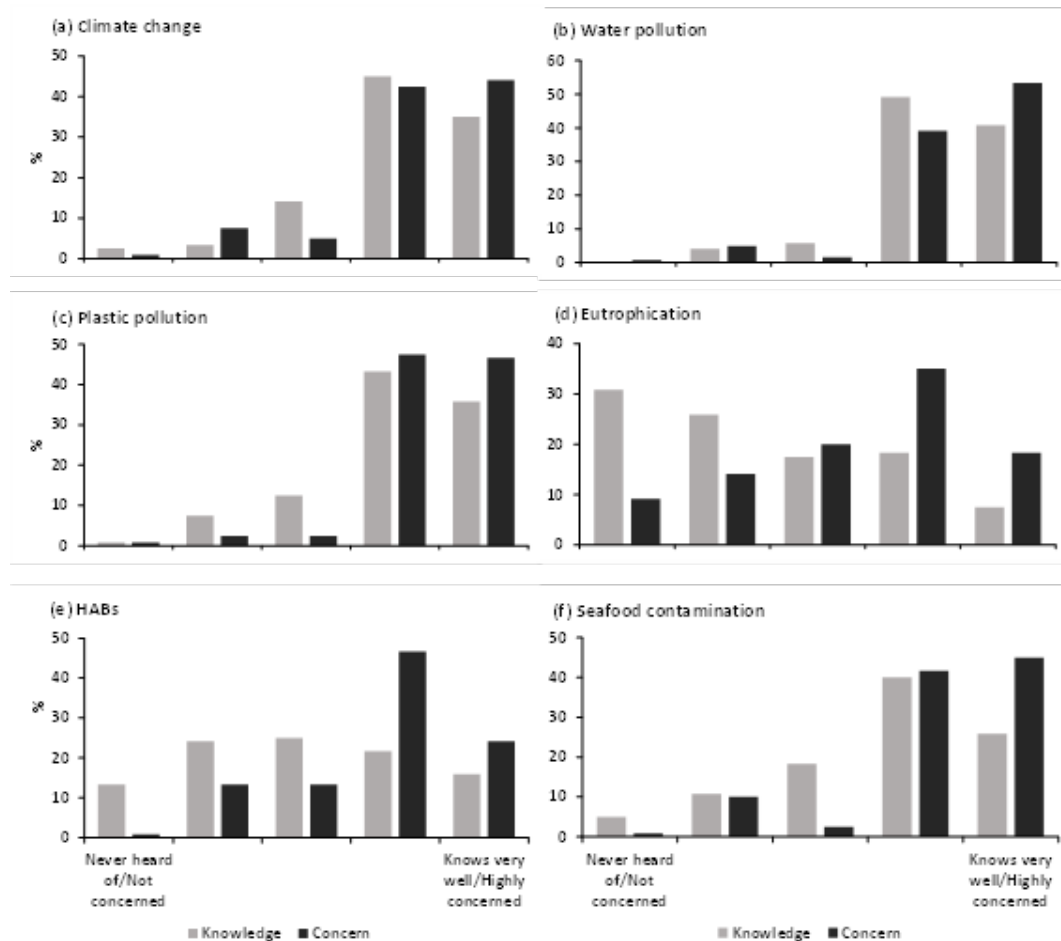 (a) Climate change
50
40
30
20
10
0
%
(b) Water pollution
60
50
40
30
20
10
0
(c) Plastic pollution
50
40
30
20
10
0
%
(d) Eutrophication
40
30
20
10
0
(e) HABs
50
40
30
20
10
0
%
Never heard
of/Not
concerned
Knows very
well/Highly
concerned
■ Knowledge ■ Concern
(f) Seafood contamination
50
40
30
20
10
0
Never heard
of/Not
concerned
Knows very
well/Highly
concerned
■ Knowledge ■ Concern